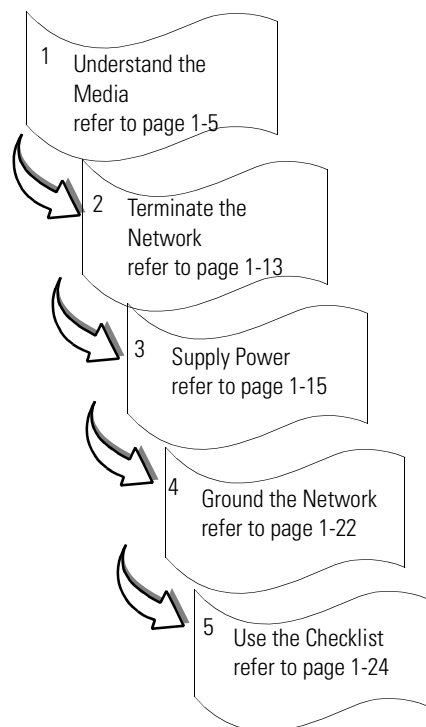 1
Understand the
Media
refer to page 1-5
2
Terminate the
Network
refer to page 1-13
3
Supply Power
refer to page 1-15
4
Ground the Network
refer to page 1-22
5
Use the Checklist
refer to page 1-24